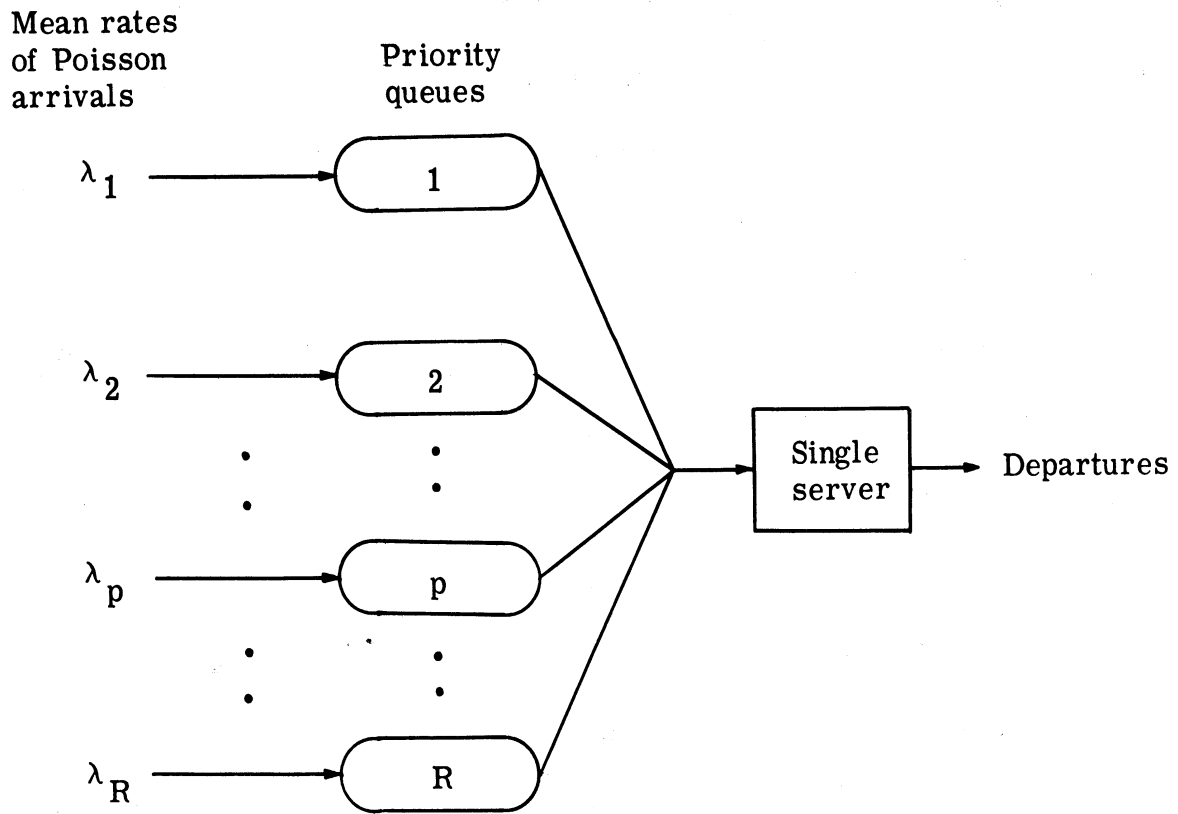 Mean rates
of Poisson
arrivals
Priority
queues
λ1
1
λ2
2
λp
p
λR
R
Single
server
Departures